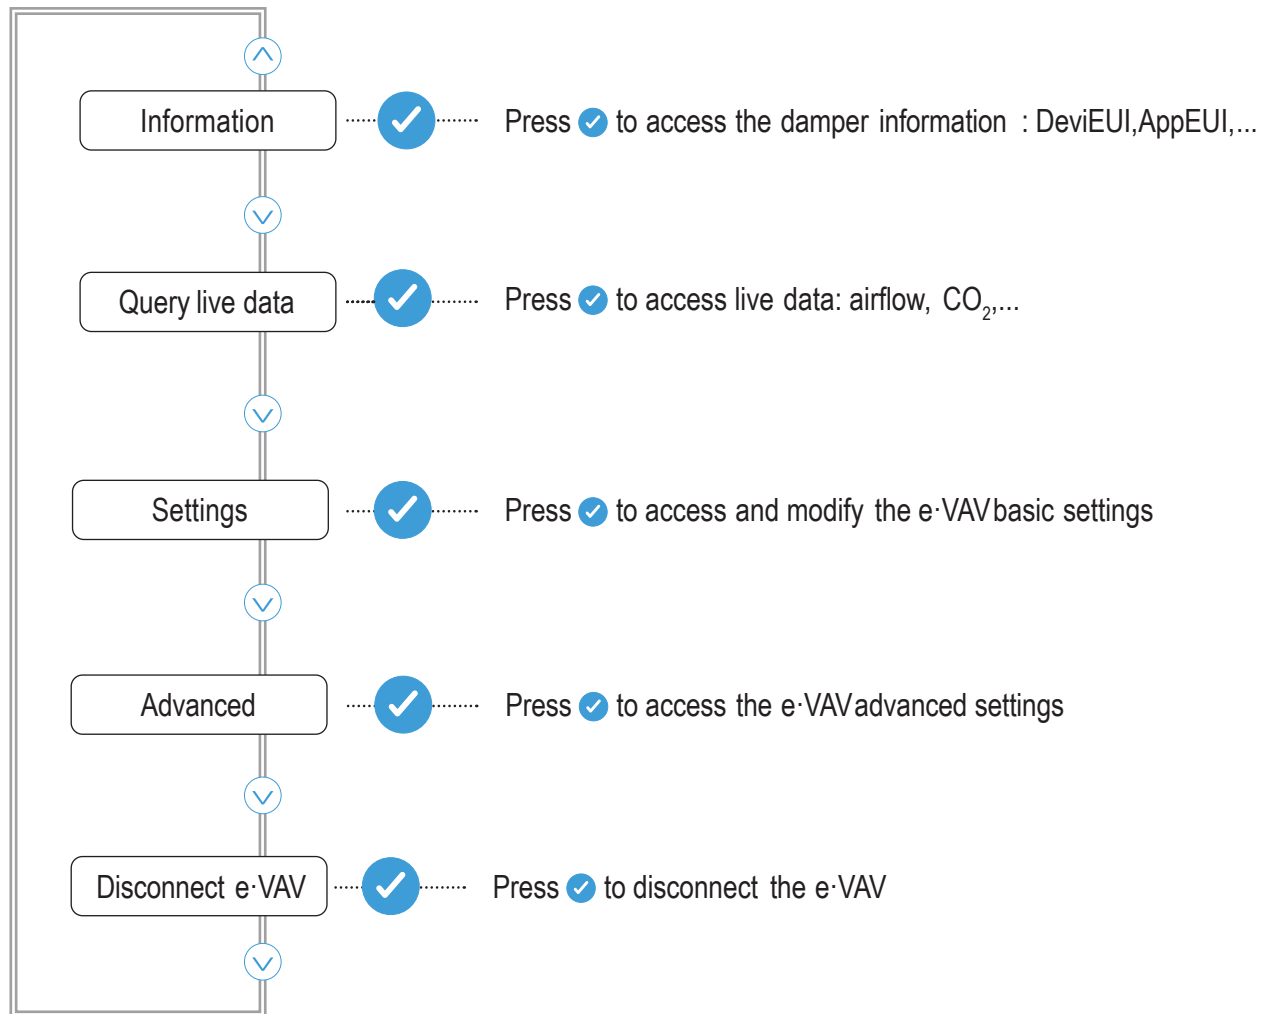 Information
Press to access the damper information : DeviEUI,AppEUI,...
Query live data
Press to access live data: airflow, CO₂,...
Settings
Press to access and modify the e·VAV basic settings
Advanced
Press to access the e·VAV advanced settings
Disconnect e·VAV
Press to disconnect the e·VAV